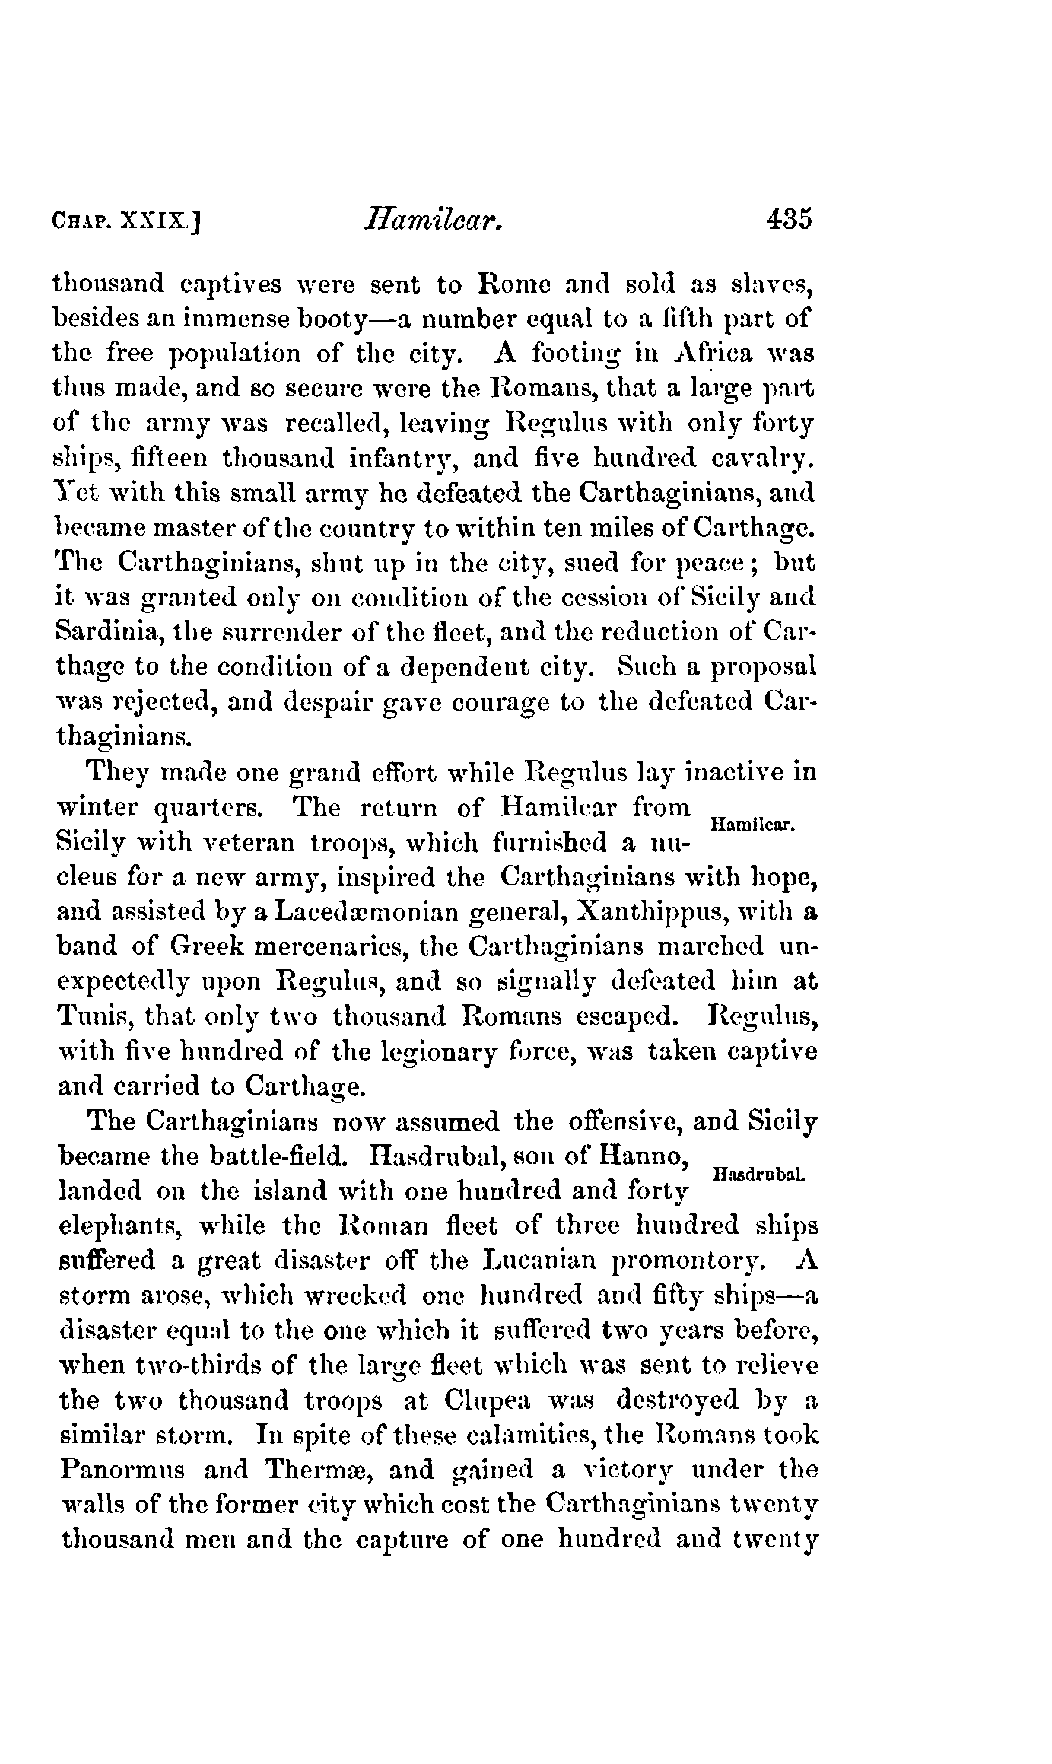 CHAP. XXIX.] Hamilcar. 435
thousand captives were sent to Rome and sold as slaves,
besides an immense booty—a number equal to a fifth part of
the free population of the city. A footing in Africa was
thus made, and so secure were the Romans, that a large part
of the army was recalled, leaving Regulus with only forty
ships, fifteen thousand infantry, and five hundred cavalry.
Yet with this small army he defeated the Carthaginians, and
became master of the country to within ten miles of Carthage.
The Carthaginians, shut up in the city, sued for peace; but
it was granted only on condition of the cession of Sicily and
Sardinia, the surrender of the fleet, and the reduction of Car-
thage to the condition of a dependent city. Such a proposal
was rejected, and despair gave courage to the defeated Car-
thaginians.
They made one grand effort while Regulus lay inactive in
winter quarters. The return of Hamilcar from
Hamilcar.
Sicily with veteran troops, which furnished a nu-
cleus for a new army, inspired the Carthaginians with hope,
and assisted by a Lacedæmonian general, Xanthippus, with a
band of Greek mercenaries, the Carthaginians marched un-
expectedly upon Regulus, and so signally defeated him at
Tunis, that only two thousand Romans escaped. Regulus,
with five hundred of the legionary force, was taken captive
and carried to Carthage.
The Carthaginians now assumed the offensive, and Sicily
became the battle-field. Hasdrubal, son of Hanno,
Hasdrubal.
landed on the island with one hundred and forty
elephants, while the Roman fleet of three hundred ships
suffered a great disaster off the Lucanian promontory. A
storm arose, which wrecked one hundred and fifty ships—a
disaster equal to the one which it suffered two years before,
when two-thirds of the large fleet which was sent to relieve
the two thousand troops at Clupea was destroyed by a
similar storm. In spite of these calamities, the Romans took
Panormus and Thermæ, and gained a victory under the
walls of the former city which cost the Carthaginians twenty
thousand men and the capture of one hundred and twenty